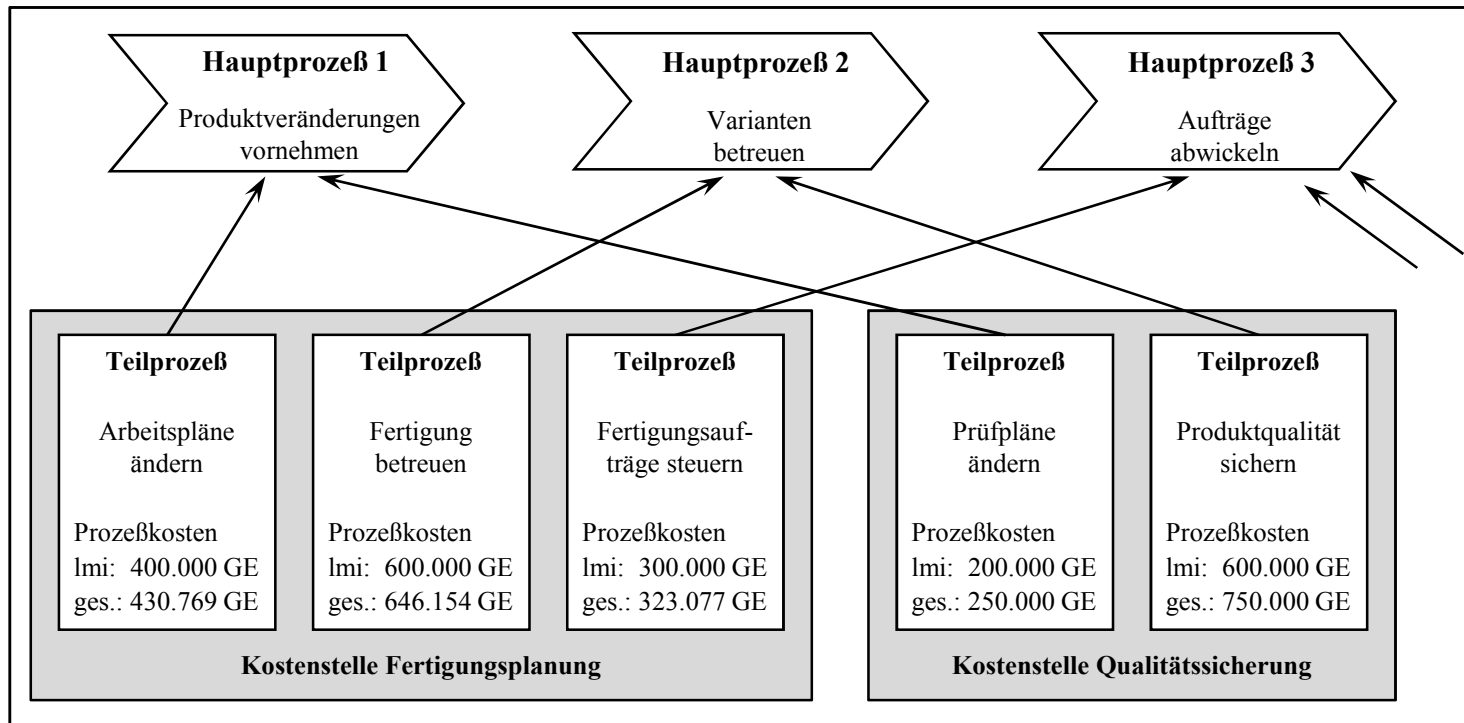 Hauptprozeß 1
Produktveränderungen
vornehmen
Hauptprozeß 2
Varianten
betreuen
Hauptprozeß 3
Aufträge
abwickeln
Teilprozeß
Arbeitspläne
ändern
Prozeßkosten
lmi: 400.000 GE
ges.: 430.769 GE
Teilprozeß
Fertigung
betreuen
Prozeßkosten
lmi: 600.000 GE
ges.: 646.154 GE
Teilprozeß
Fertigungsauf-
träge steuern
Prozeßkosten
lmi: 300.000 GE
ges.: 323.077 GE
Kostenstelle Fertigungsplanung
Teilprozeß
Prüfpläne
ändern
Prozeßkosten
lmi: 200.000 GE
ges.: 250.000 GE
Teilprozeß
Produktqualität
sichern
Prozeßkosten
lmi: 600.000 GE
ges.: 750.000 GE
Kostenstelle Qualitätssicherung